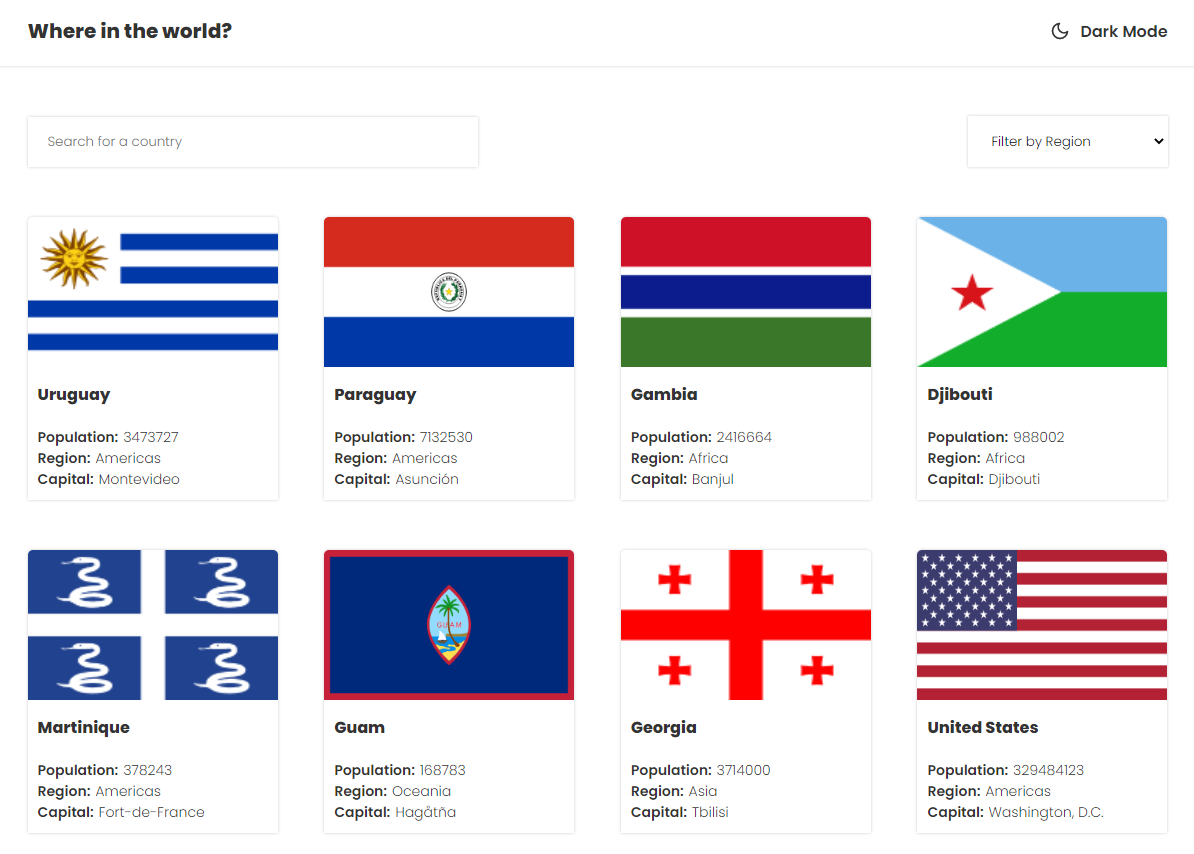 Where in the world?
Dark Mode
Search for a country
Filter by Region
Uruguay
Population: 3473727
Region: Americas
Capital: Montevideo
Paraguay
Population: 7132530
Region: Americas
Capital: Asunción
Gambia
Population: 2416664
Region: Africa
Capital: Banjul
Djibouti
Population: 988002
Region: Africa
Capital: Djibouti
Martinique
Population: 378243
Region: Americas
Capital: Fort-de-France
GUAM
Guam
Population: 168783
Region: Oceania
Capital: Hagåtña
Georgia
Population: 3714000
Region: Asia
Capital: Tbilisi
United States
Population: 329484123
Region: Americas
Capital: Washington, D.C.